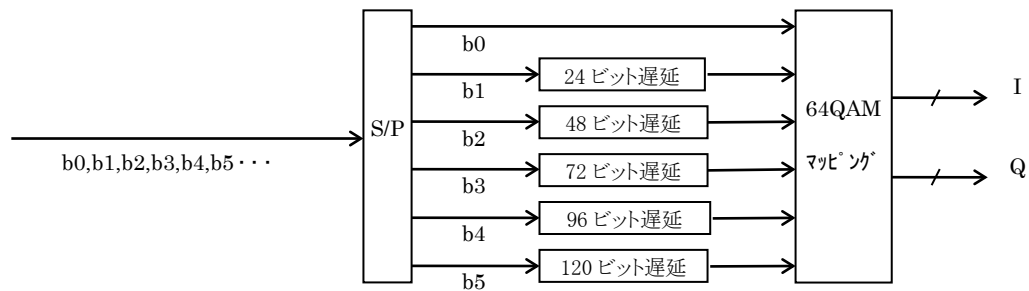 b0,b1,b2,b3,b4,b5･･･
S/P
b0
b1
24 ビット遅延
b2
48 ビット遅延
b3
72 ビット遅延
b4
96 ビット遅延
b5
120 ビット遅延
64QAM
ﾏｯﾋﾟﾝｸﾞ
I
Q